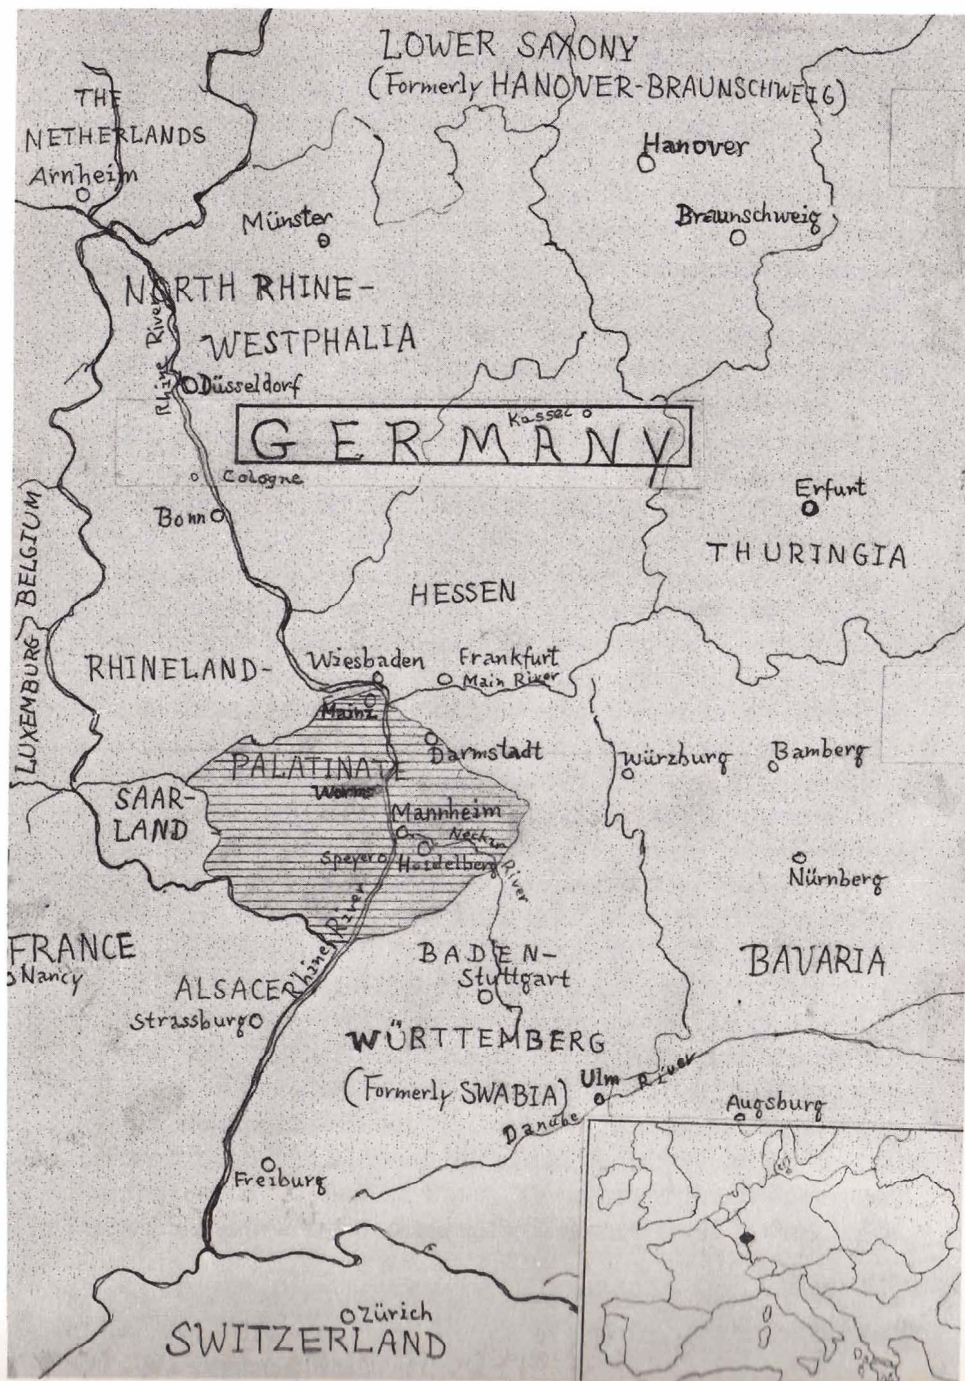 LOWER SAXONY
(Formerly HANOVER-BRAUNSCHWEIG)
THE
NETHERLANDS
Arnheim
Hanover
Münster
Braunschweig
NORTH RHINE-
WESTPHALIA
Rhine River
Düsseldorf
Kassec
GERMANY
Cologne
Bonn
Erfurt
THURINGIA
BELGIUM
HESSEN
LUXEMBURG
RHINELAND-
Wiesbaden
Frankfurt
Main River
Mainz
Darmstadt
PALATINATE
Worms
Würzburg
Bamberg
SAAR-
LAND
Mannheim
Neckar River
Speyer
Heidelberg
Nürnberg
Rhine River
FRANCE
Nancy
BADEN-
Stuttgart
BAVARIA
ALSACE
Strassburg
WÜRTTEMBERG
(Formerly SWABIA)
Ulm
Danube River
Augsburg
Freiburg
Zürich
SWITZERLAND